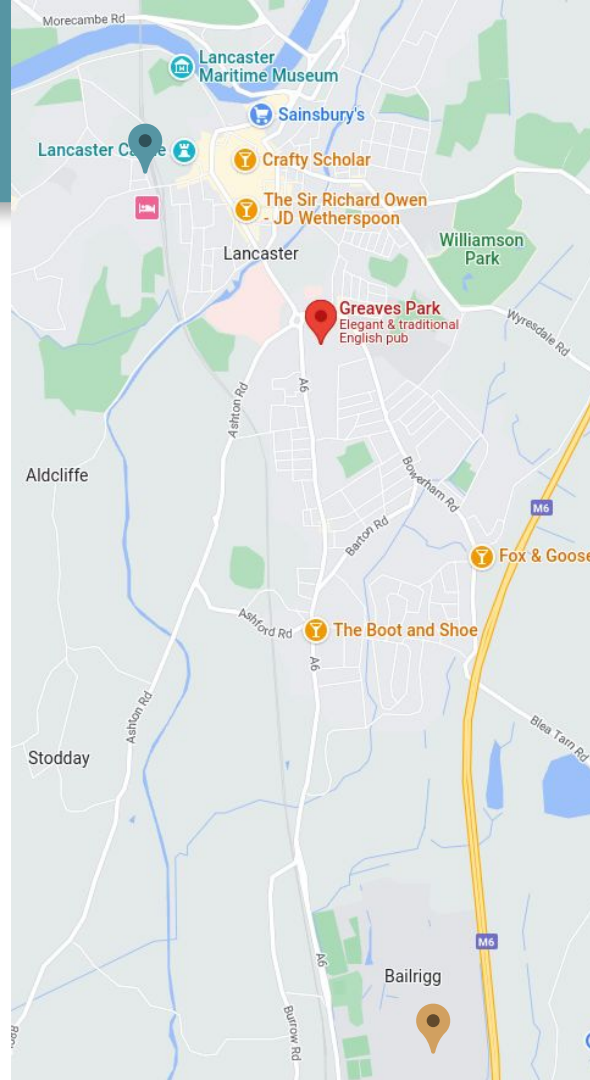 Morecambe Rd
Lancaster
Maritime Museum
Sainsbury's
Lancaster Ca
Crafty Scholar
The Sir Richard Owen
- JD Wetherspoon
Lancaster
Williamson
Park
Greaves Park
Elegant & traditional
English pub
Wyresdale Rd
A6
Ashton Rd
Aldcliffe
Bowerham Rd
M6
Barton Rd
Fox & Goose
Ashford Rd
The Boot and Shoe
A6
Ashton Rd
Blea Tarn Rd
Stodday
M6
A6
Bailrigg
Burrow Rd